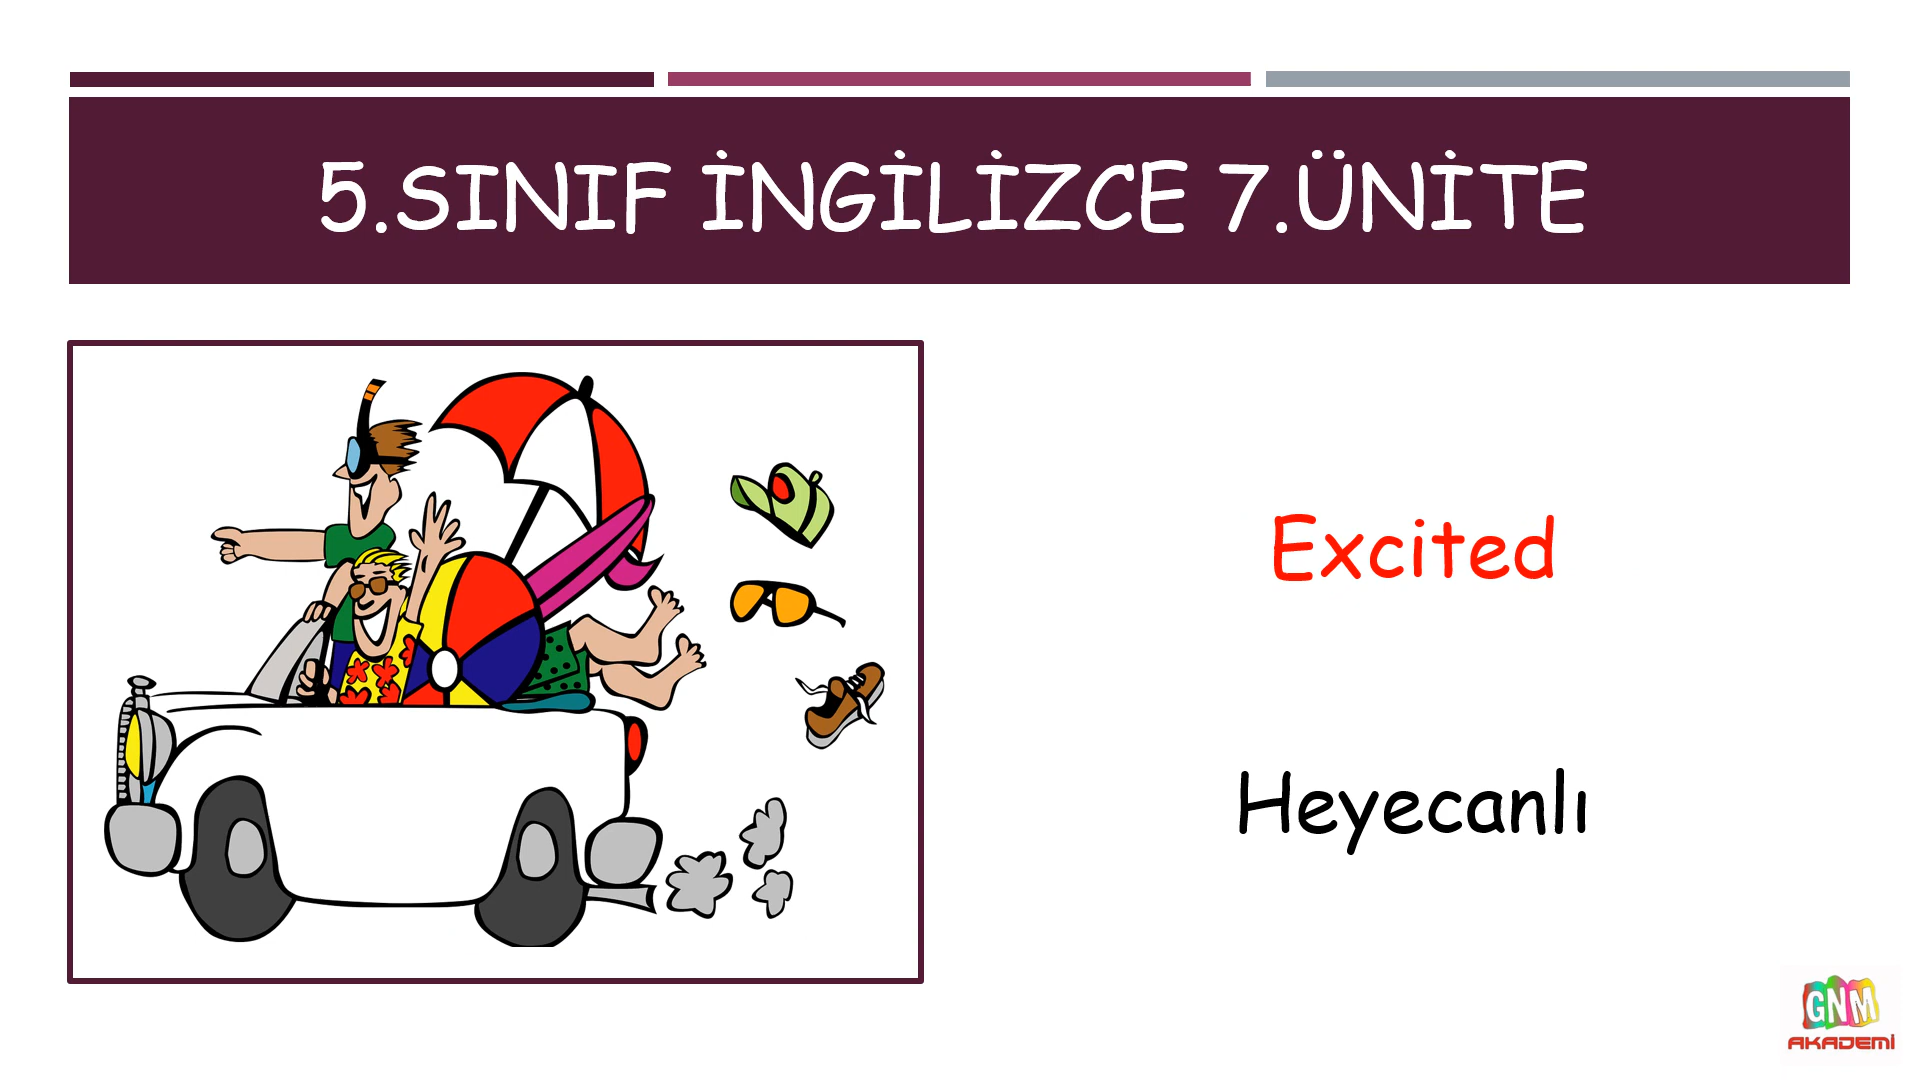 5.SINIF İNGİLİZCE 7.ÜNİTE
Excited
Heyecanlı
GNM
AKADEMİ